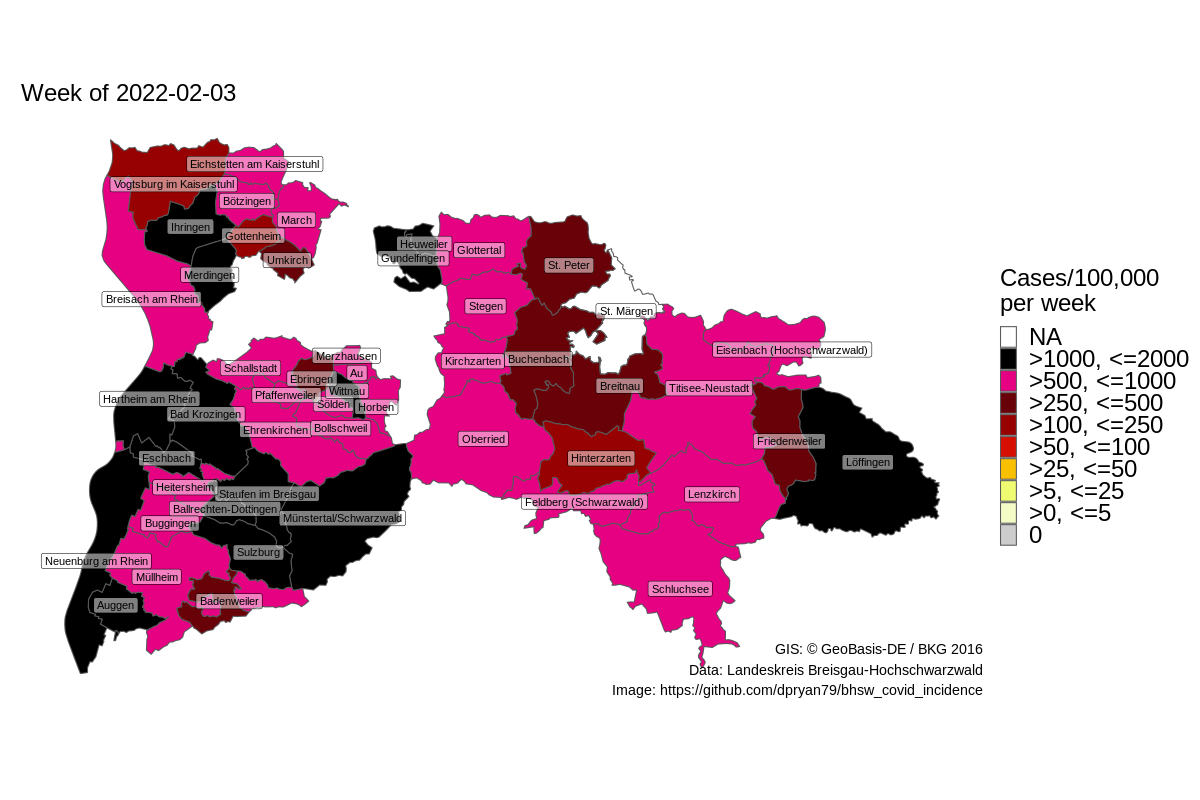 Week of 2022-02-03
Eichstetten am Kaiserstuhl
Vogtsburg im Kaiserstuhl
Bötzingen
March
Ihringen
Gottenheim
Umkirch
Merdingen
Breisach am Rhein
Heuweiler
Gundelfingen
Glottertal
St. Peter
Stegen
St. Märgen
Eisenbach (Hochschwarzwald)
Kirchzarten
Buchenbach
Breitnau
Titisee-Neustadt
Merzhausen
Schallstadt
Au
Ebringen
Wittnau
Pfaffenweiler
Sölden
Horben
Hartheim am Rhein
Bad Krozingen
Ehrenkirchen
Bollschweil
Oberried
Hinterzarten
Friedenweiler
Löffingen
Eschbach
Heitersheim
Staufen im Breisgau
Ballrechten-Dottingen
Münstertal/Schwarzwald
Buggingen
Feldberg (Schwarzwald)
Lenzkirch
Sulzburg
Neuenburg am Rhein
Müllheim
Schluchsee
Auggen
Badenweiler
Cases/100,000
per week
NA
>1000, <=2000
>500, <=1000
>250, <=500
>100, <=250
>50, <=100
>25, <=50
>5, <=25
>0, <=5
0
GIS: © GeoBasis-DE / BKG 2016
Data: Landeskreis Breisgau-Hochschwarzwald
Image: https://github.com/dpryan79/bhsw_covid_incidence